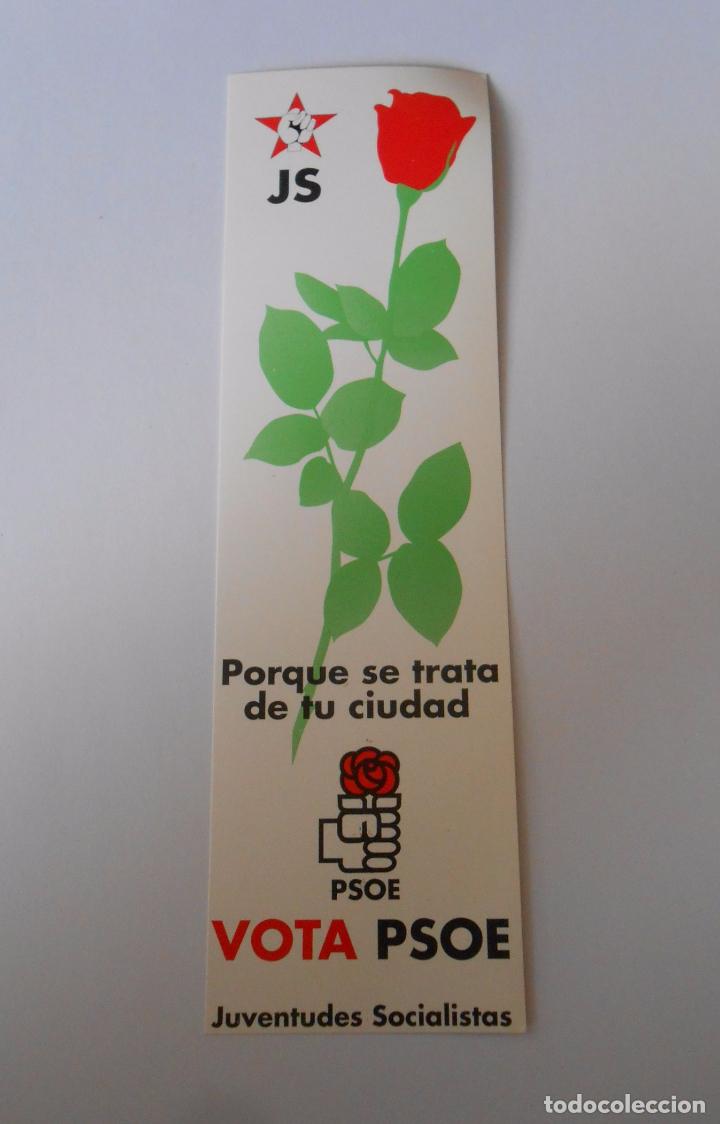 JS
Porque se trata
de tu ciudad
PSOE
VOTA PSOE
Juventudes Socialistas
todocoleccion